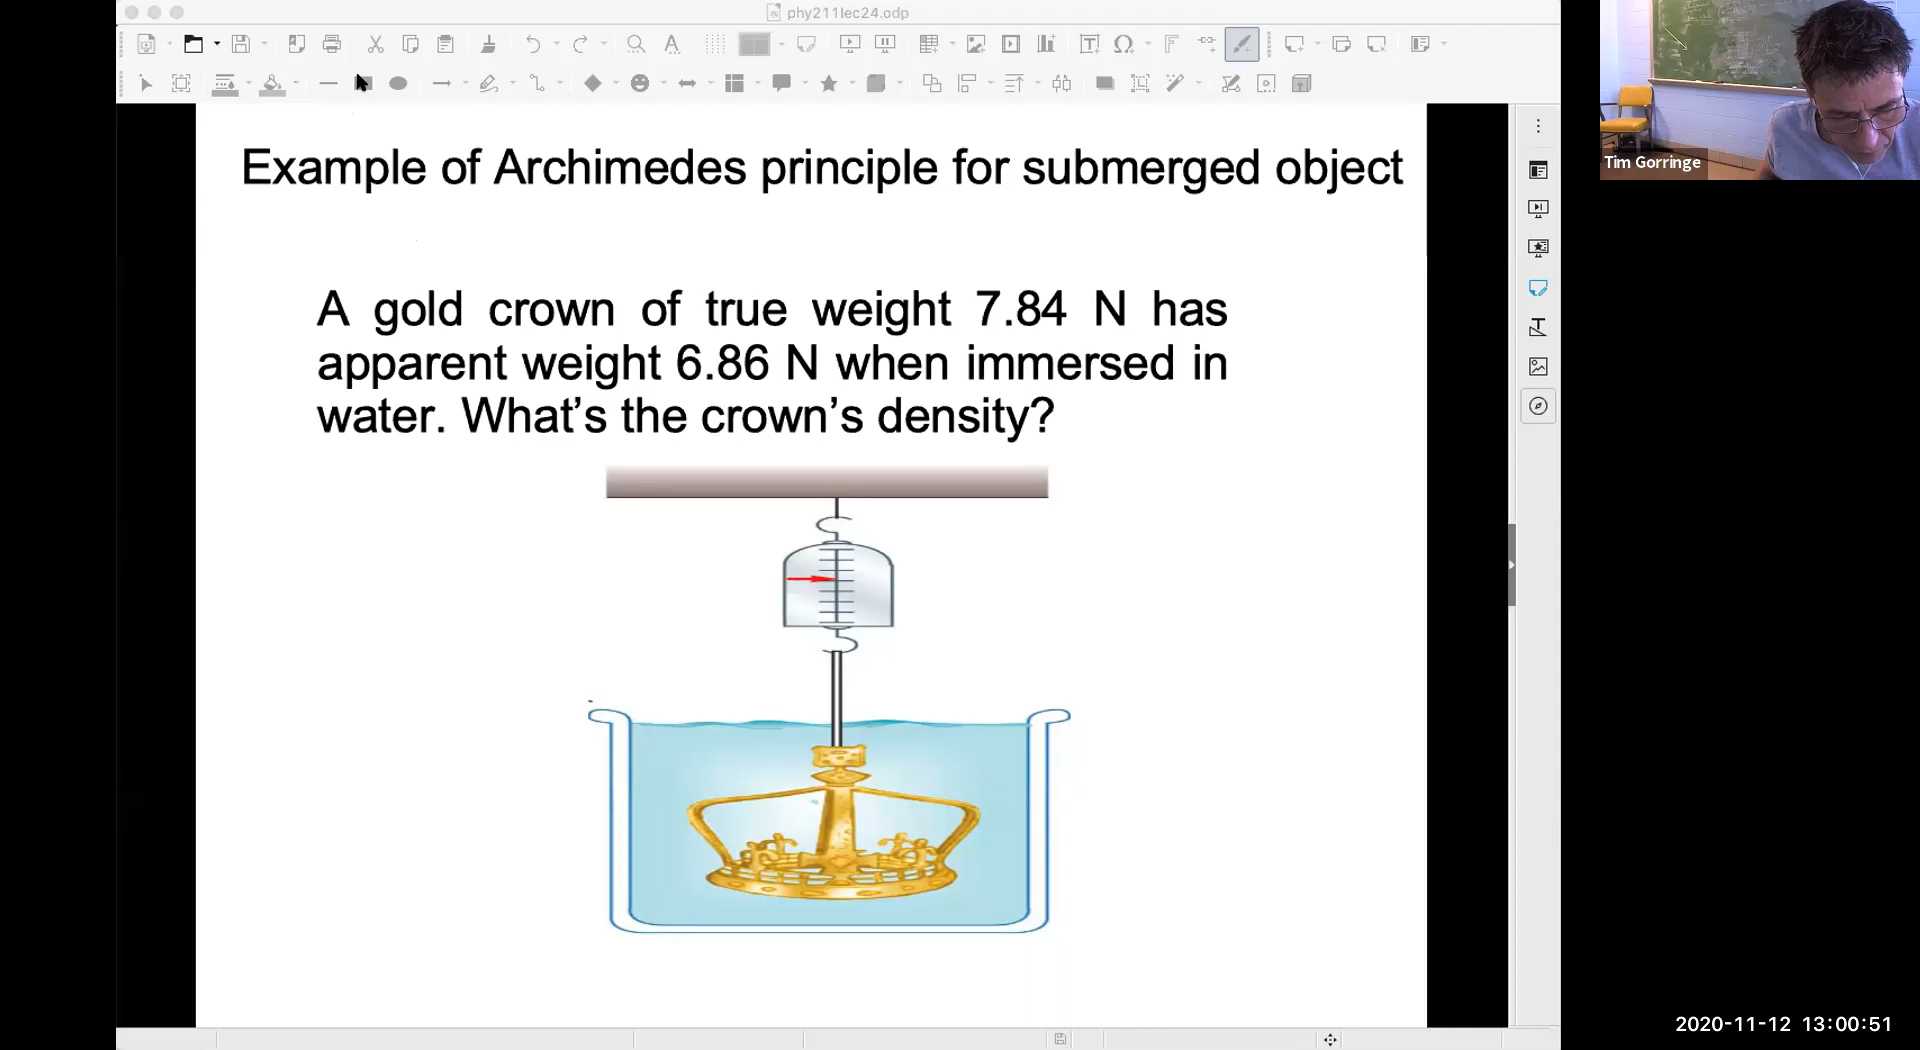 phy211lec24.odp
Example of Archimedes principle for submerged object
A gold crown of true weight 7.84 N has
apparent weight 6.86 N when immersed in
water. What’s the crown’s density?
Tim Gorringe
2020-11-12 13:00:51